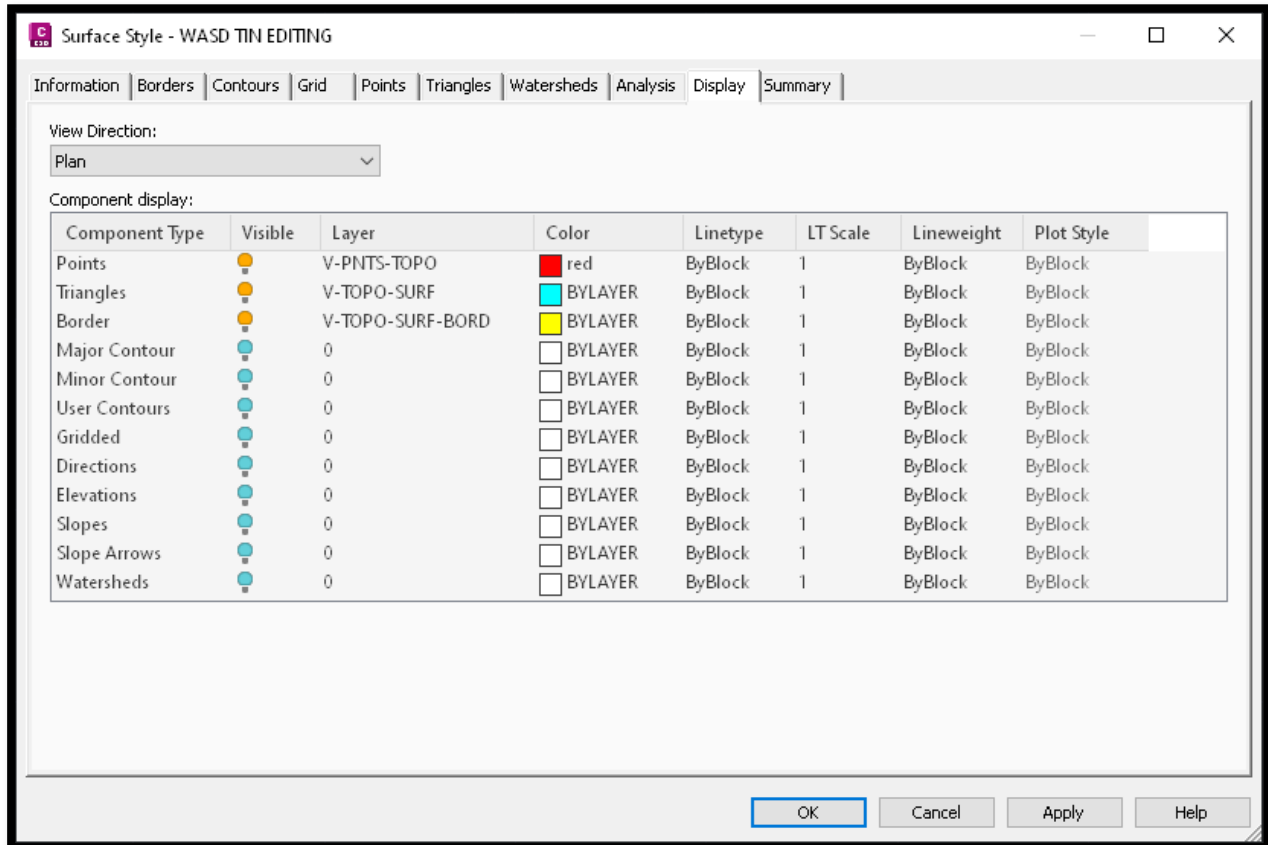 C
C3D
Surface Style - WASD TIN EDITING
Information Borders Contours Grid Points Triangles Watersheds Analysis Display Summary
View Direction:
Plan
Component display:
Component Type Visible Layer Color Linetype LT Scale Lineweight Plot Style
Points V-PNTS-TOPO red ByBlock 1 ByBlock ByBlock
Triangles V-TOPO-SURF BYLAYER ByBlock 1 ByBlock ByBlock
Border V-TOPO-SURF-BORD BYLAYER ByBlock 1 ByBlock ByBlock
Major Contour 0 BYLAYER ByBlock 1 ByBlock ByBlock
Minor Contour 0 BYLAYER ByBlock 1 ByBlock ByBlock
User Contours 0 BYLAYER ByBlock 1 ByBlock ByBlock
Gridded 0 BYLAYER ByBlock 1 ByBlock ByBlock
Directions 0 BYLAYER ByBlock 1 ByBlock ByBlock
Elevations 0 BYLAYER ByBlock 1 ByBlock ByBlock
Slopes 0 BYLAYER ByBlock 1 ByBlock ByBlock
Slope Arrows 0 BYLAYER ByBlock 1 ByBlock ByBlock
Watersheds 0 BYLAYER ByBlock 1 ByBlock ByBlock
OK Cancel Apply Help